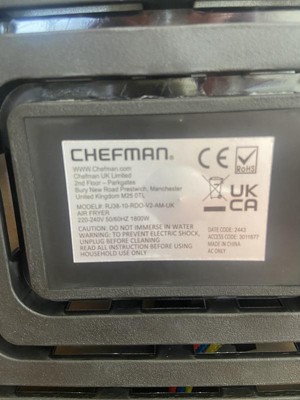 CHEFMAN®
WWW.Chefman.com
Chefman UK Limited
2nd Floor – Parkgates
Bury New Road Prestwich, Manchester
United Kingdom M25 0TL
MODEL: RJ38-10-RDO-V2-AM-UK
AIR FRYER
220-240V 50/60HZ 1800W
CAUTION: DO NOT IMMERSE IN WATER
WARNING: TO PREVENT ELECTRIC SHOCK,
UNPLUG BEFORE CLEANING
READ ALL INSTRUCTION BEFORE USING
HOUSEHOLD USE ONLY
CE
RoHS
UK
CA
DATE CODE: 2443
ACCESS: 3011877
MADE IN CHINA
AC ONLY